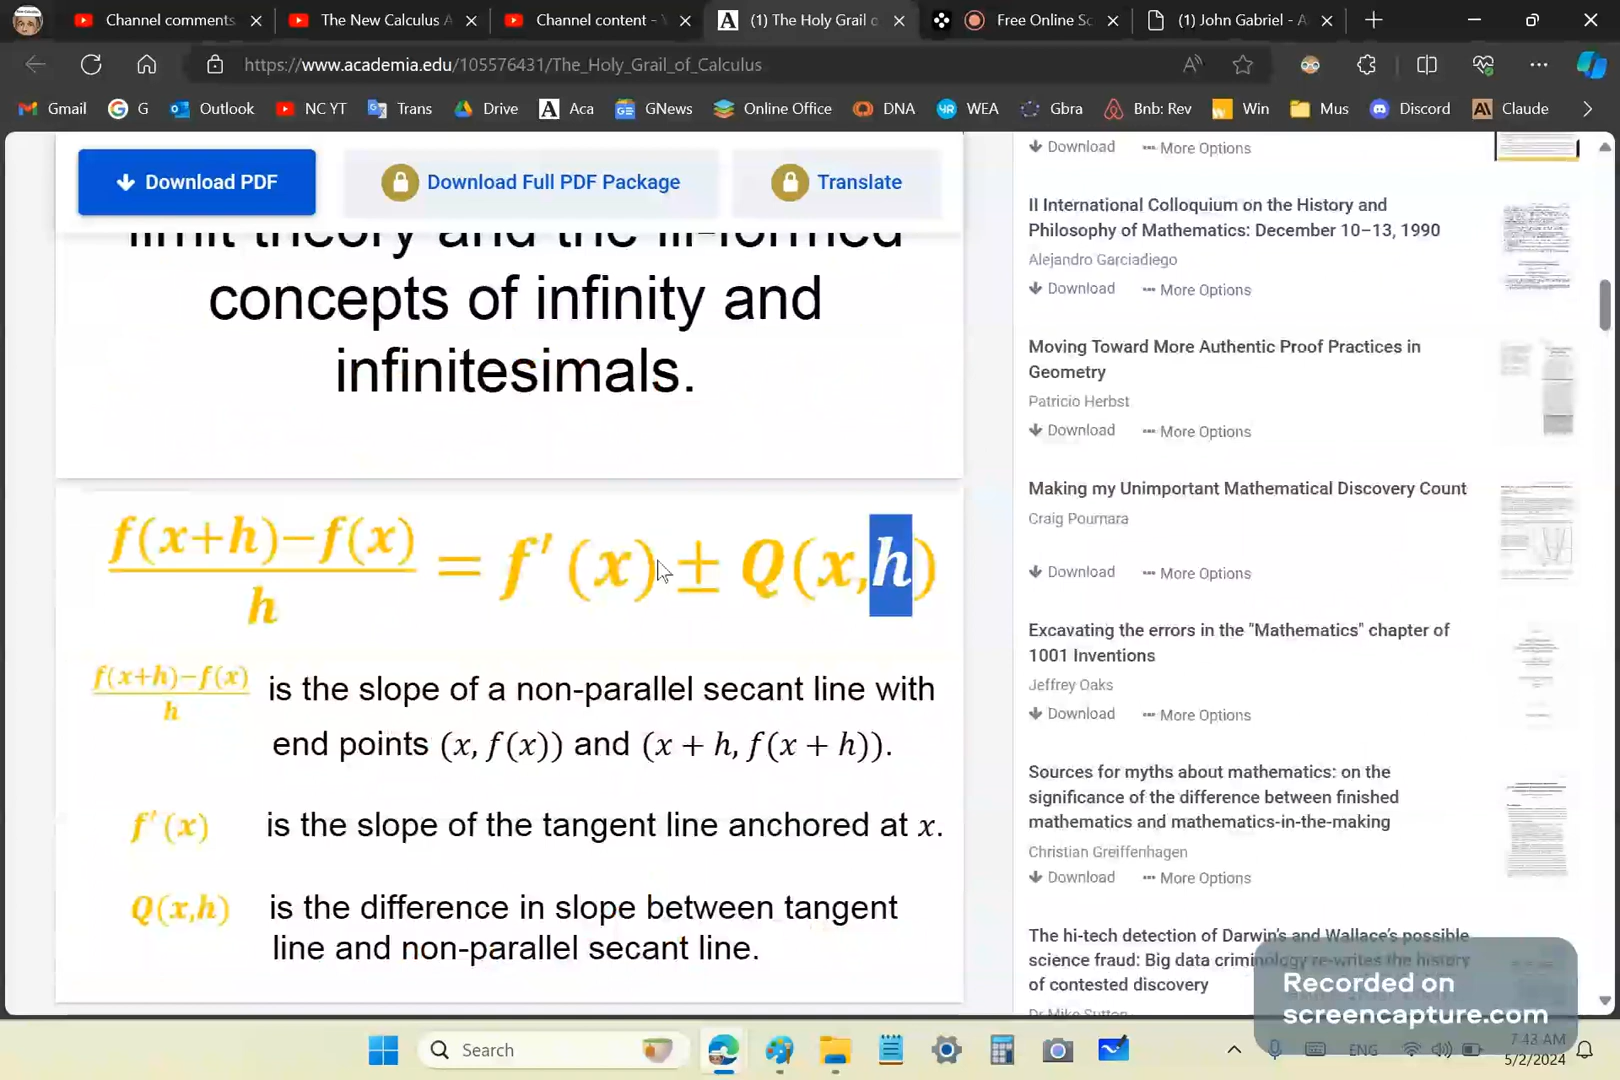 Channel comments
The New Calculus A
Channel content - Y
(1) The Holy Grail o
Free Online Sc
(1) John Gabriel - A
https://www.academia.edu/105576431/The_Holy_Grail_of_Calculus
Gmail
G
Outlook
NC YT
Trans
Drive
Aca
GNews
Online Office
DNA
WEA
Gbra
Bnb: Rev
Win
Mus
Discord
Claude
Download PDF
Download Full PDF Package
Translate
limit theory and the ill-formed
concepts of infinity and
infinitesimals.
f(x+h)−f(x)
h
= f′(x) ± Q(x,h)
f(x+h)−f(x)
h
is the slope of a non-parallel secant line with
end points (x, f(x)) and (x + h, f(x + h)).
f′(x) is the slope of the tangent line anchored at x.
Q(x,h) is the difference in slope between tangent
line and non-parallel secant line.
Download ••• More Options
II International Colloquium on the History and
Philosophy of Mathematics: December 10–13, 1990
Alejandro Garciadiego
Download ••• More Options
Moving Toward More Authentic Proof Practices in
Geometry
Patricio Herbst
Download ••• More Options
Making my Unimportant Mathematical Discovery Count
Craig Pournara
Download ••• More Options
Excavating the errors in the "Mathematics" chapter of
1001 Inventions
Jeffrey Oaks
Download ••• More Options
Sources for myths about mathematics: on the
significance of the difference between finished
mathematics and mathematics-in-the-making
Christian Greiffenhagen
Download ••• More Options
The hi-tech detection of Darwin's and Wallace's possible
science fraud: Big data criminology re-writes the history
of contested discovery
Dr Mike Sutton
Recorded on
screencapture.com
Search
ENG
7:43 AM
5/2/2024